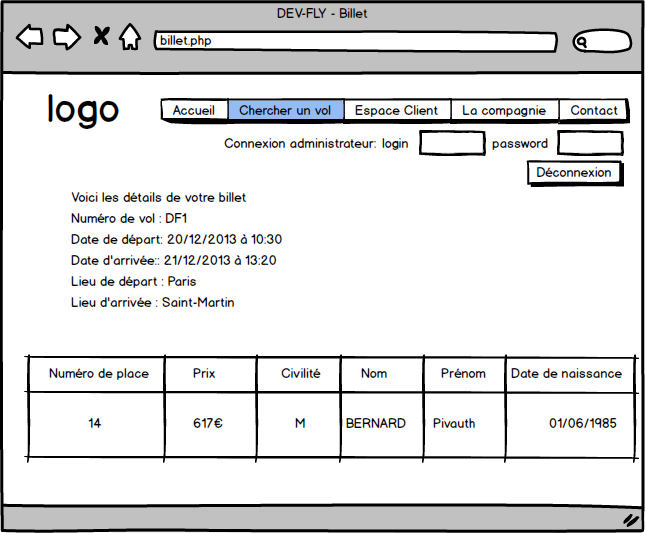 DEV-FLY - Billet
billet.php
logo
Accueil Chercher un vol Espace Client La compagnie Contact
Connexion administrateur: login password
Déconnexion
Voici les détails de votre billet
Numéro de vol : DF1
Date de départ: 20/12/2013 à 10:30
Date d'arrivée:: 21/12/2013 à 13:20
Lieu de départ : Paris
Lieu d'arrivée : Saint-Martin
Numéro de place Prix Civilité Nom Prénom Date de naissance
14 617€ M BERNARD Pivauth 01/06/1985